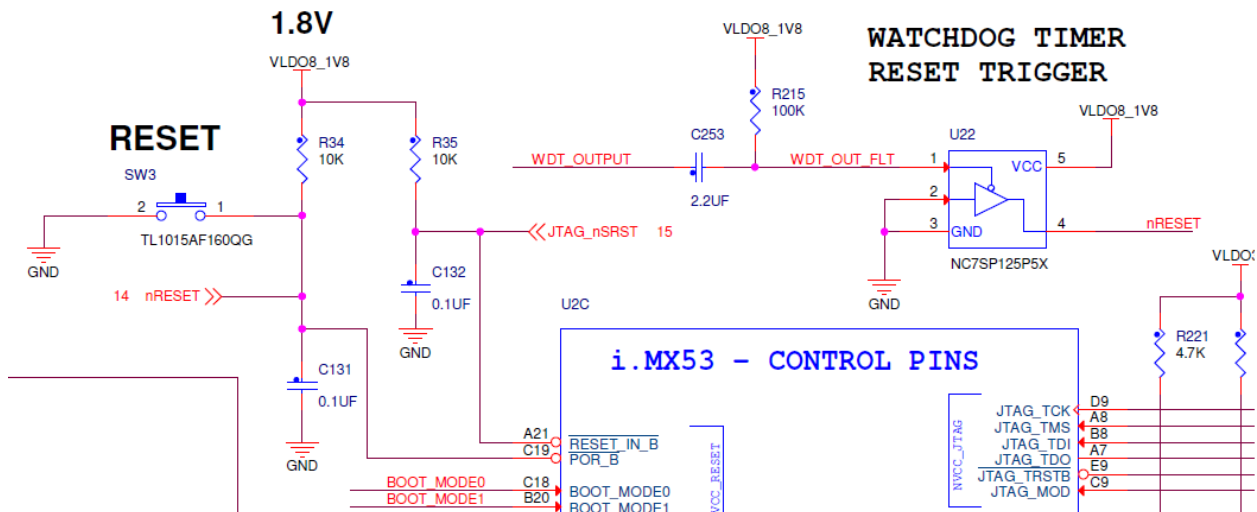 1.8V
VLDO8_1V8
RESET
SW3
2
1
TL1015AF160QG
GND
R34
10K
R35
10K
14 nRESET
JTAG_nSRST 15
C132
0.1UF
GND
C131
0.1UF
GND
VLDO8_1V8
R215
100K
WATCHDOG TIMER
RESET TRIGGER
VLDO8_1V8
WDT_OUTPUT
C253
2.2UF
WDT_OUT_FLT
U22
1
2
3
GND
VCC
5
4
nRESET
NC7SP125P5X
GND
VLDO3
R221
4.7K
U2C
i.MX53 - CONTROL PINS
A21
RESET_IN_B
C19
POR_B
BOOT_MODE0
C18
BOOT_MODE0
BOOT_MODE1
B20
BOOT_MODE1
VCC_RESET
NVCC_JTAG
JTAG_TCK
D9
JTAG_TMS
A8
JTAG_TDI
B8
JTAG_TDO
A7
JTAG_TRSTB
E9
JTAG_MOD
C9